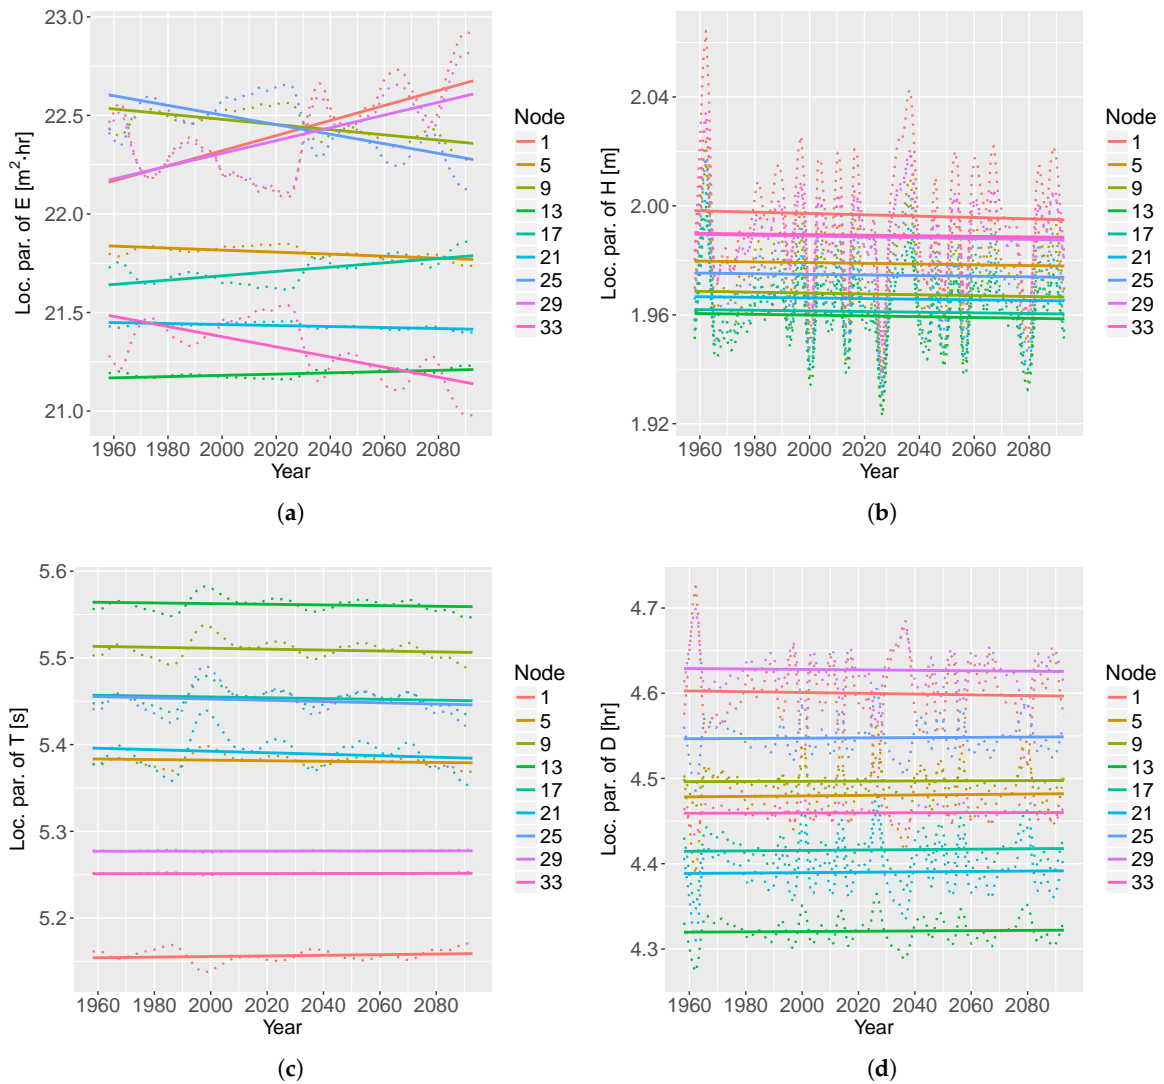 Loc. par. of E [m²·hr]
23.0
22.5
22.0
21.5
21.0
1960 1980 2000 2020 2040 2060 2080
Year
Node
1
5
9
13
17
21
25
29
33
(a)
Loc. par. of H [m]
2.04
2.00
1.96
1.92
1960 1980 2000 2020 2040 2060 2080
Year
Node
1
5
9
13
17
21
25
29
33
(b)
Loc. par. of T [s]
5.6
5.5
5.4
5.3
5.2
1960 1980 2000 2020 2040 2060 2080
Year
Node
1
5
9
13
17
21
25
29
33
(c)
Loc. par. of D [hr]
4.7
4.6
4.5
4.4
4.3
1960 1980 2000 2020 2040 2060 2080
Year
Node
1
5
9
13
17
21
25
29
33
(d)